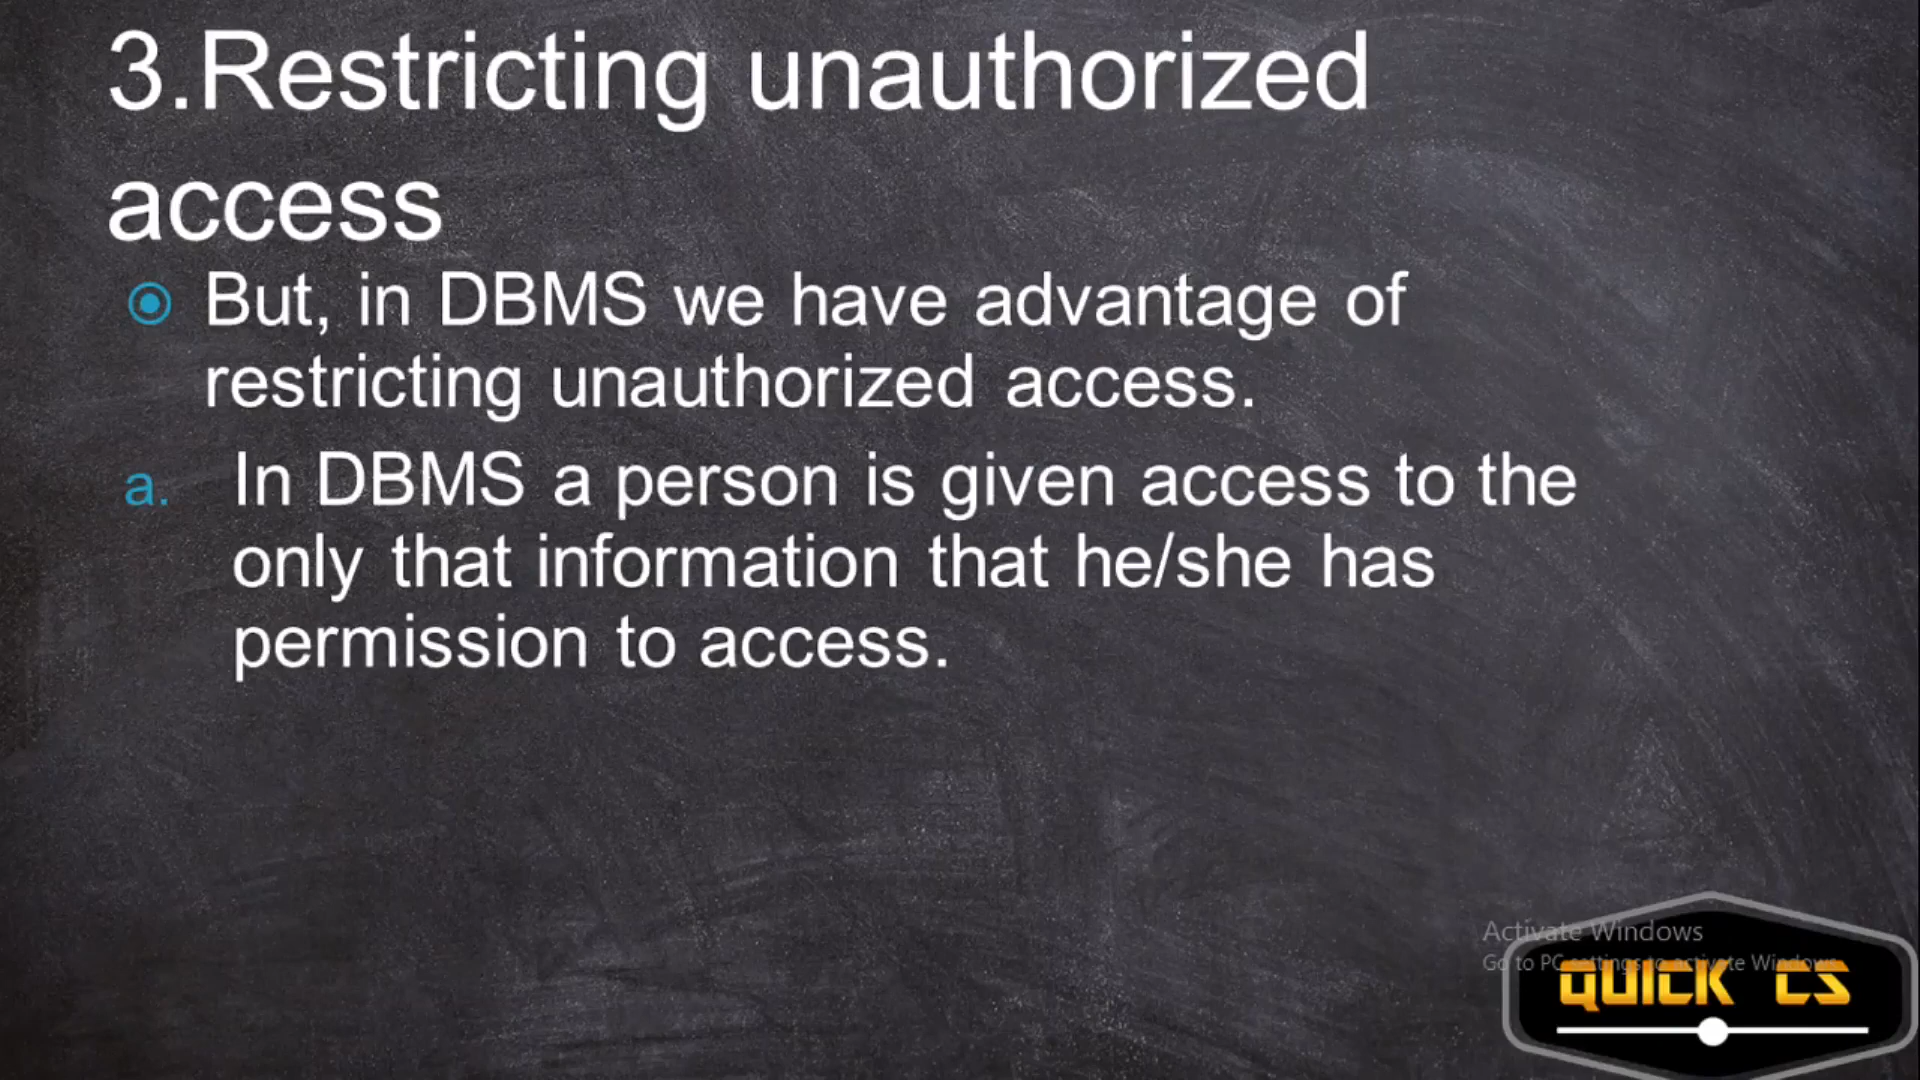 3.Restricting unauthorized
access
But, in DBMS we have advantage of
restricting unauthorized access.
a. In DBMS a person is given access to the
only that information that he/she has
permission to access.
Activate Windows
Go to PC settings to activate Windows.
QUICK CS